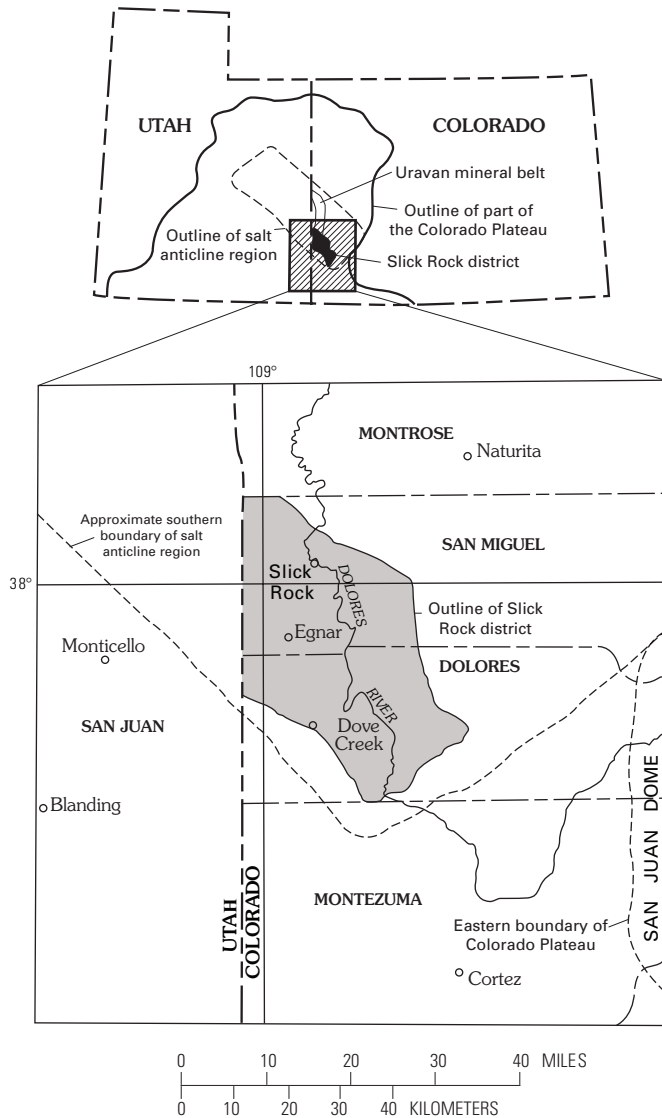 UTAH
COLORADO
Uravan mineral belt
Outline of part of
the Colorado Plateau
Outline of salt
anticline region
Slick Rock district
109°
MONTROSE
Naturita
Approximate southern
boundary of salt
anticline region
SAN MIGUEL
Slick
Rock
DOLORES
38°
Outline of Slick
Rock district
Egnar
Monticello
DOLORES
RIVER
SAN JUAN
Dove
Creek
SAN JUAN DOME
Blanding
UTAH
COLORADO
MONTEZUMA
Eastern boundary of
Colorado Plateau
Cortez
0 10 20 30 40 MILES
0 10 20 30 40 KILOMETERS